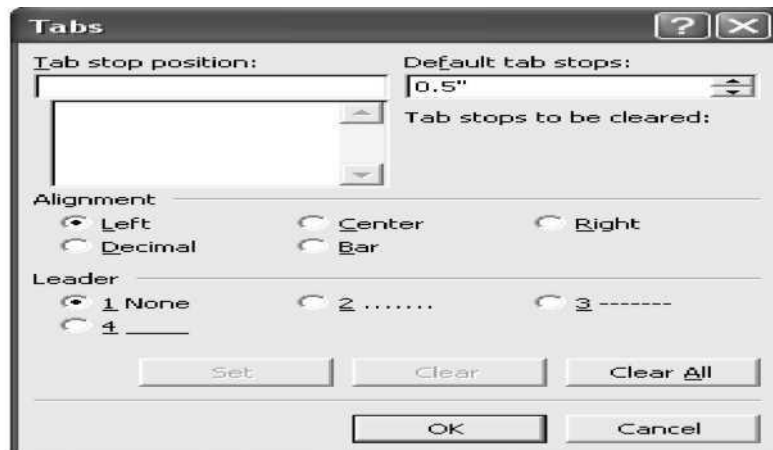 Tabs
Tab stop position: Default tab stops:
0.5"
Tab stops to be cleared:
Alignment
Left Center Right
Decimal Bar
Leader
1 None 2 ....... 3 -------
4 _____
Set Clear Clear All
OK Cancel